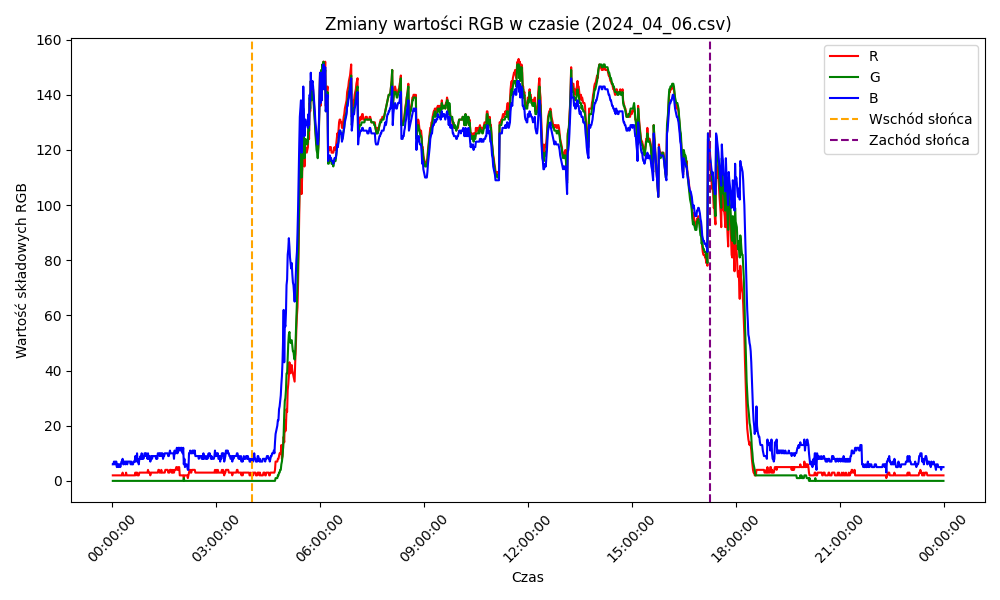 Zmiany wartości RGB w czasie (2024_04_06.csv)
Wartość składowych RGB
160
140
120
100
80
60
40
20
0
R
G
B
Wschód słońca
Zachód słońca
00:00:00
03:00:00
06:00:00
09:00:00
12:00:00
15:00:00
18:00:00
21:00:00
00:00:00
Czas